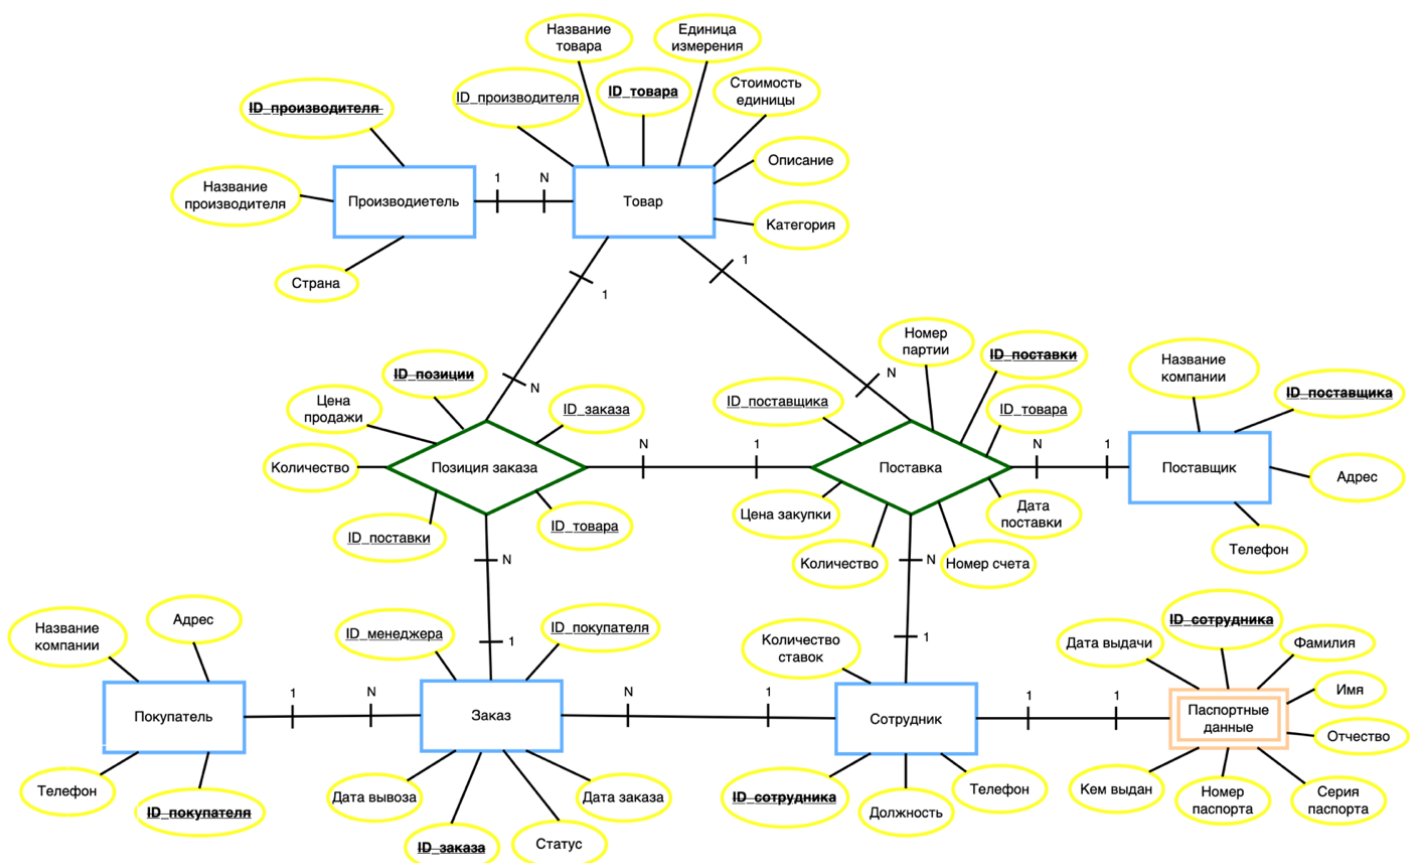 Название
товара
Единица
измерения
ID_производителя
ID_производителя
ID_товара
Стоимость
единицы
Описание
Название
производителя
Произодиетель
1
N
Товар
Категория
Страна
1
1
Номер
партии
ID_поставки
Название
компании
ID_позиции
N
N
ID_поставщика
Цена
продажи
ID_заказа
ID_поставщика
ID_товара
Количество
Позиция заказа
N
1
Поставка
N
1
Поставщик
Адрес
ID_поставки
ID_товара
Цена закупки
Дата
поставки
Телефон
N
Количество
N
Номер счета
Название
компании
Адрес
ID_менеджера
ID_покупателя
1
Количество
ставок
1
ID_сотрудника
Дата выдачи
Фамилия
Имя
Покупатель
1
N
Заказ
N
1
Сотрудник
1
1
Паспортные
данные
Отчество
Телефон
ID_покупателя
Дата вывоза
ID_заказа
Статус
Дата заказа
ID_сотрудника
Должность
Телефон
Кем выдан
Номер
паспорта
Серия
паспорта